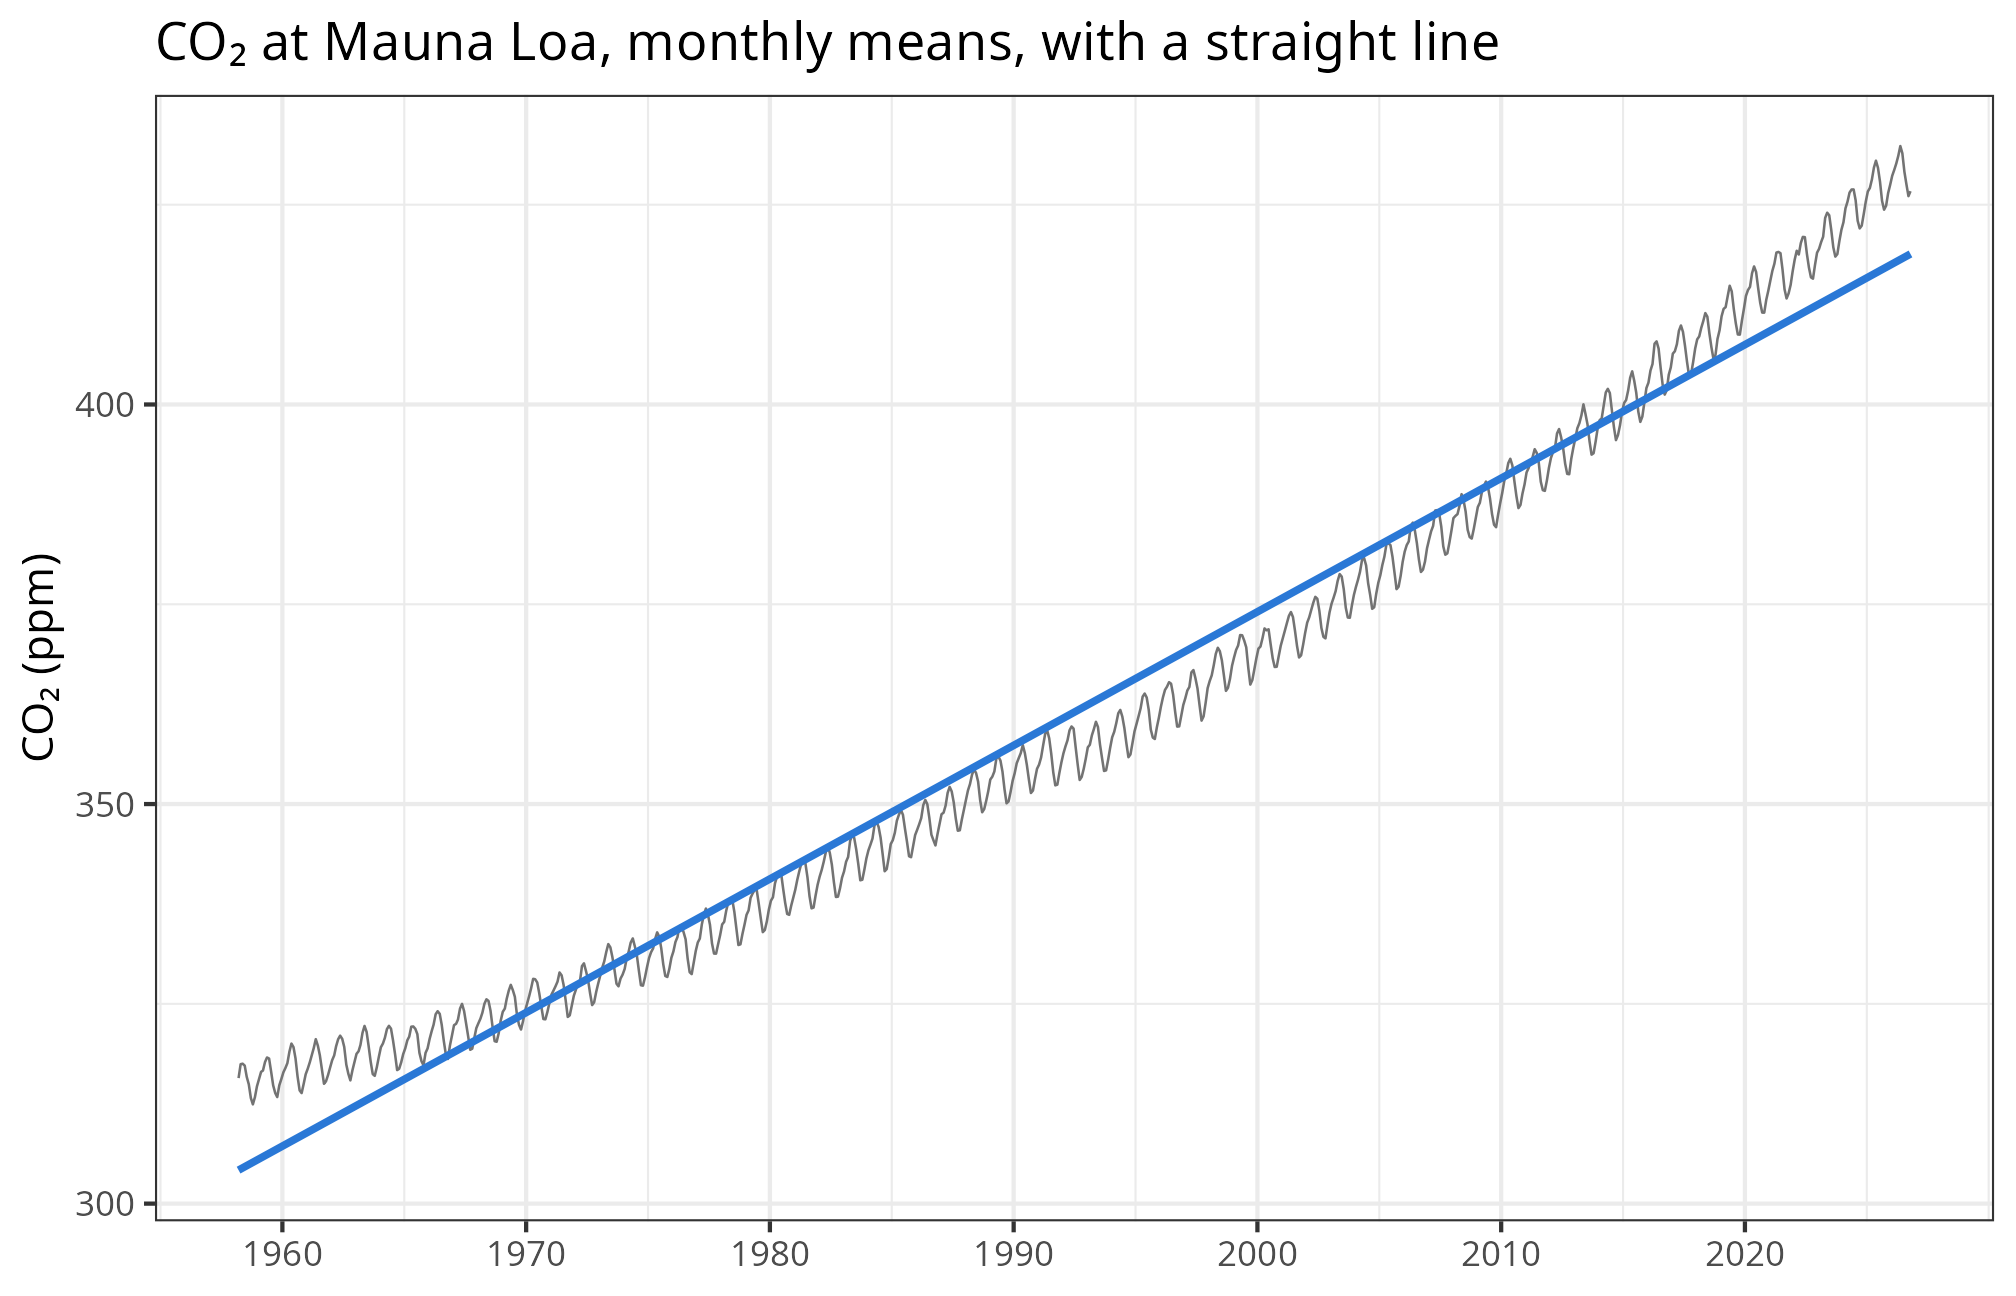 CO₂ at Mauna Loa, monthly means, with a straight line
CO₂ (ppm)
400
350
300
1960 1970 1980 1990 2000 2010 2020